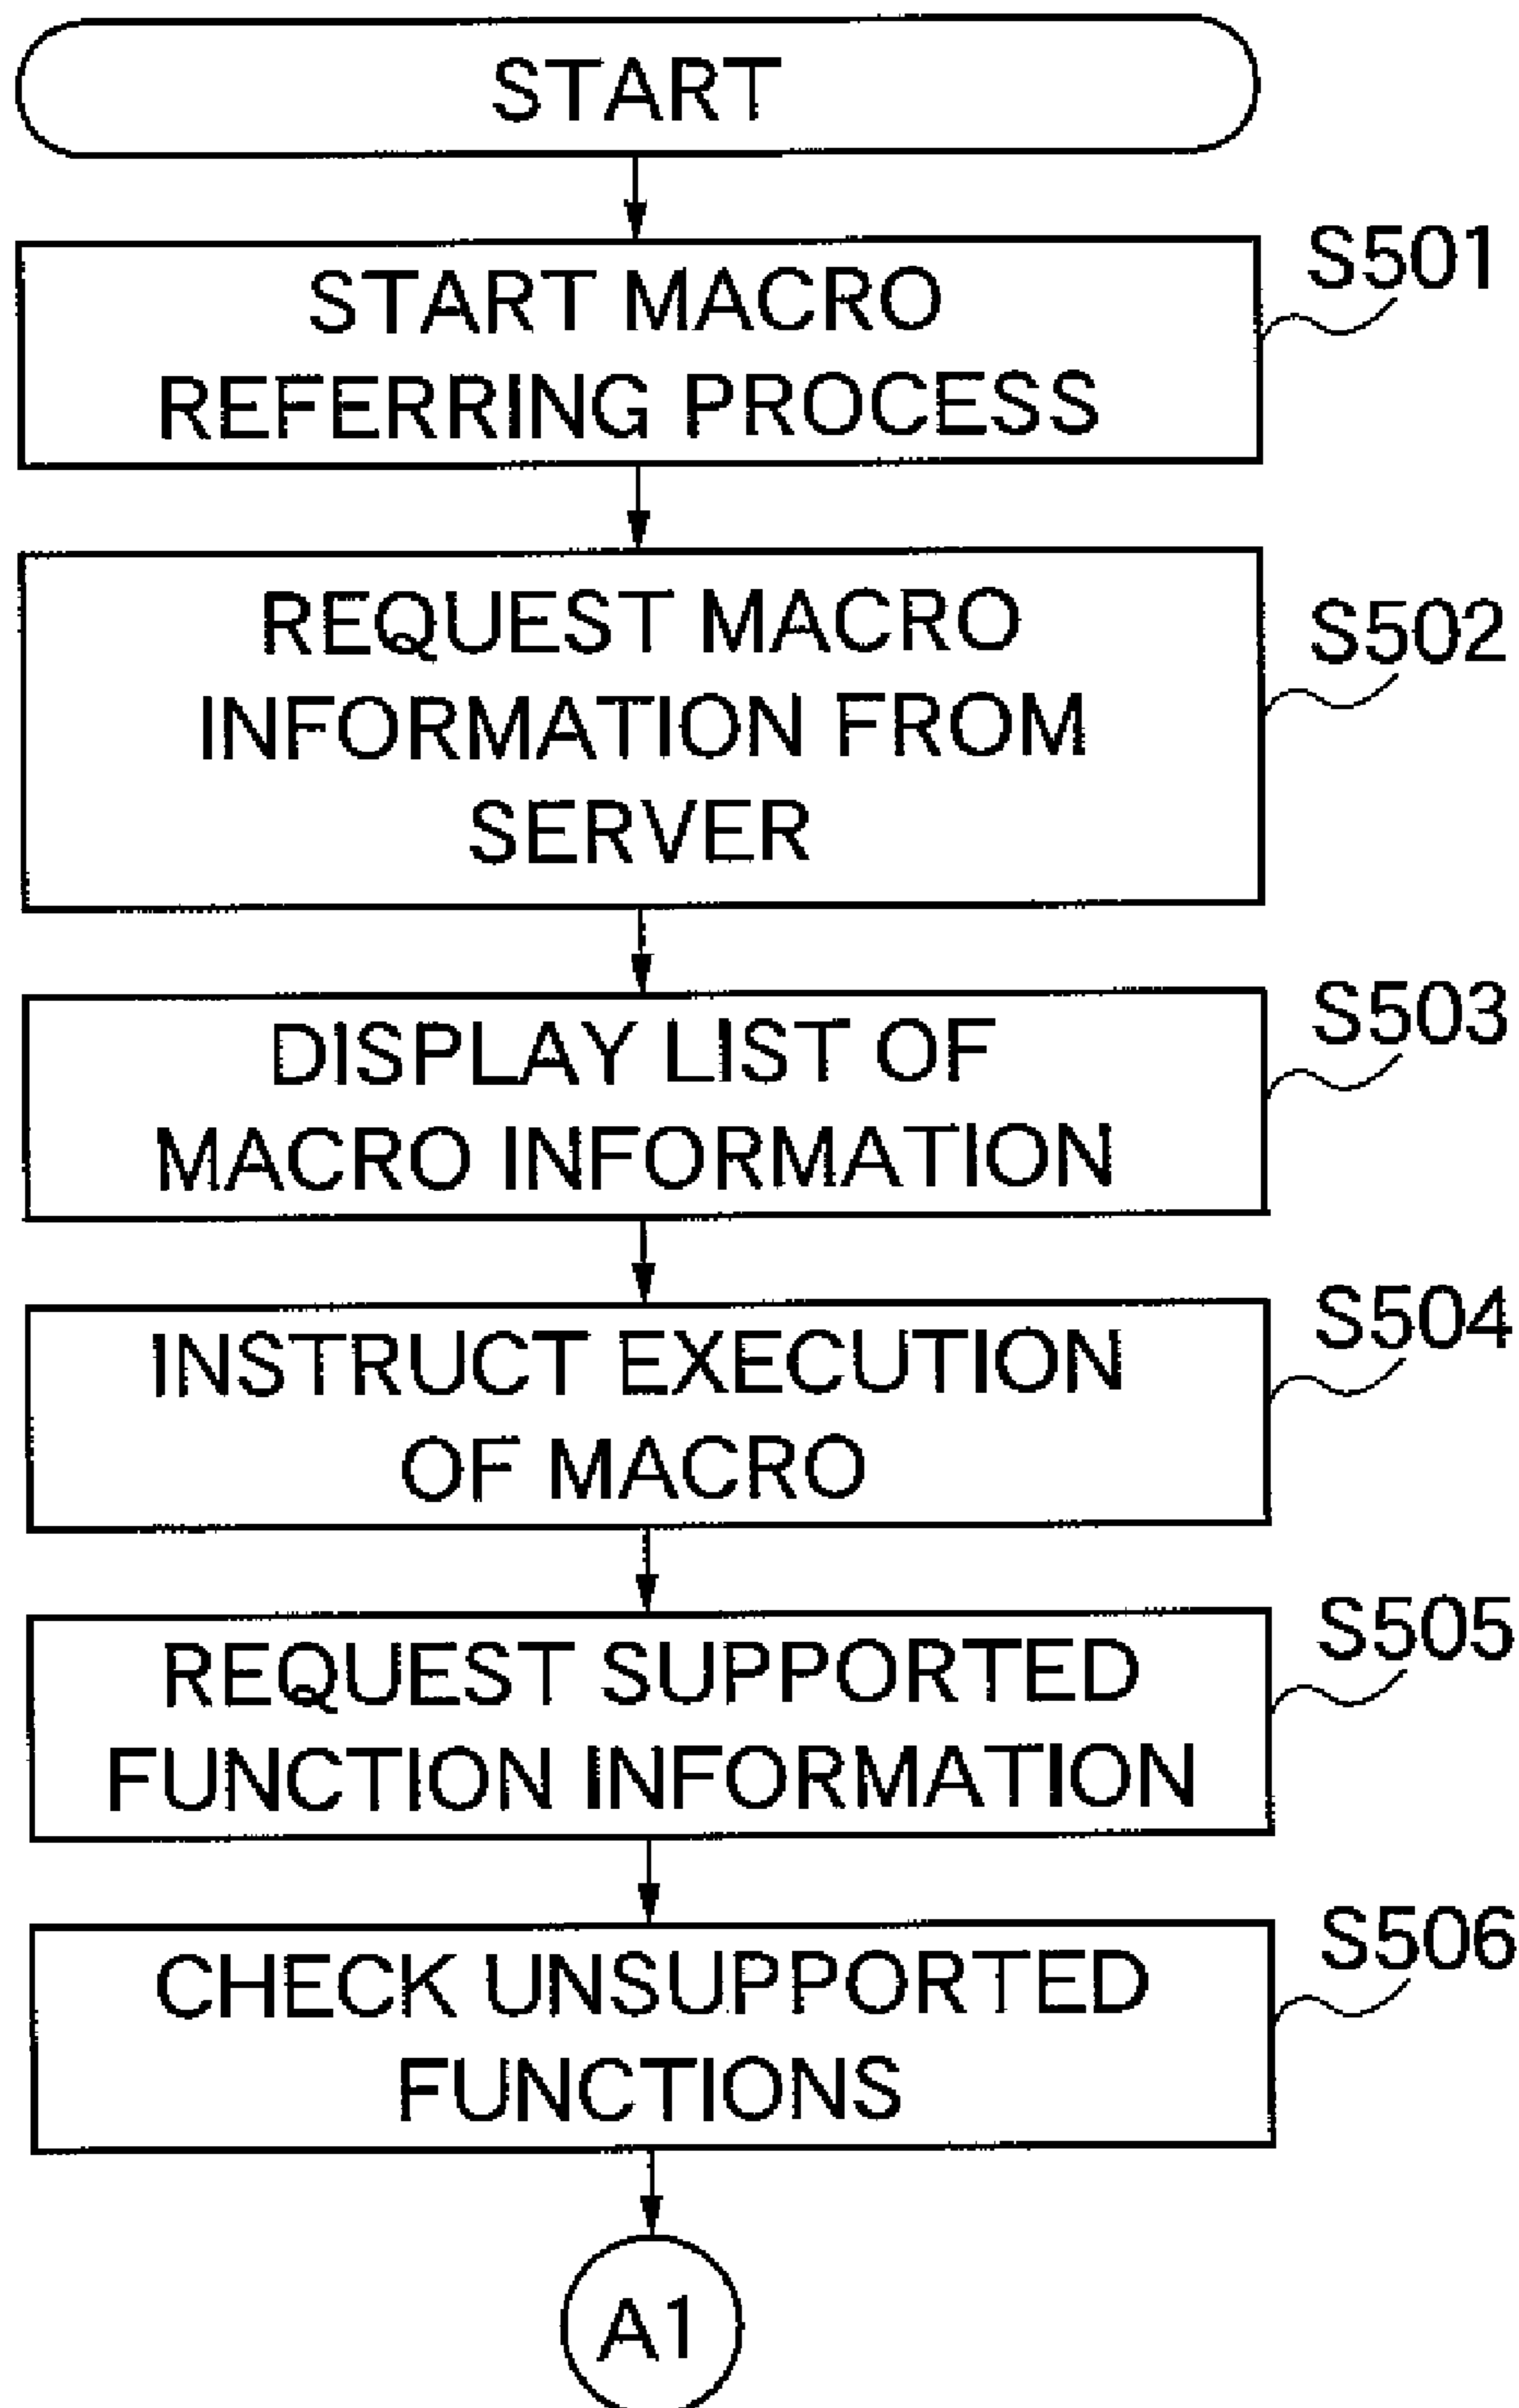 START
S501
START MACRO
REFERRING PROCESS
S502
REQUEST MACRO
INFORMATION FROM
SERVER
S503
DISPLAY LIST OF
MACRO INFORMATION
S504
INSTRUCT EXECUTION
OF MACRO
S505
REQUEST SUPPORTED
FUNCTION INFORMATION
S506
CHECK UNSUPPORTED
FUNCTIONS
A1